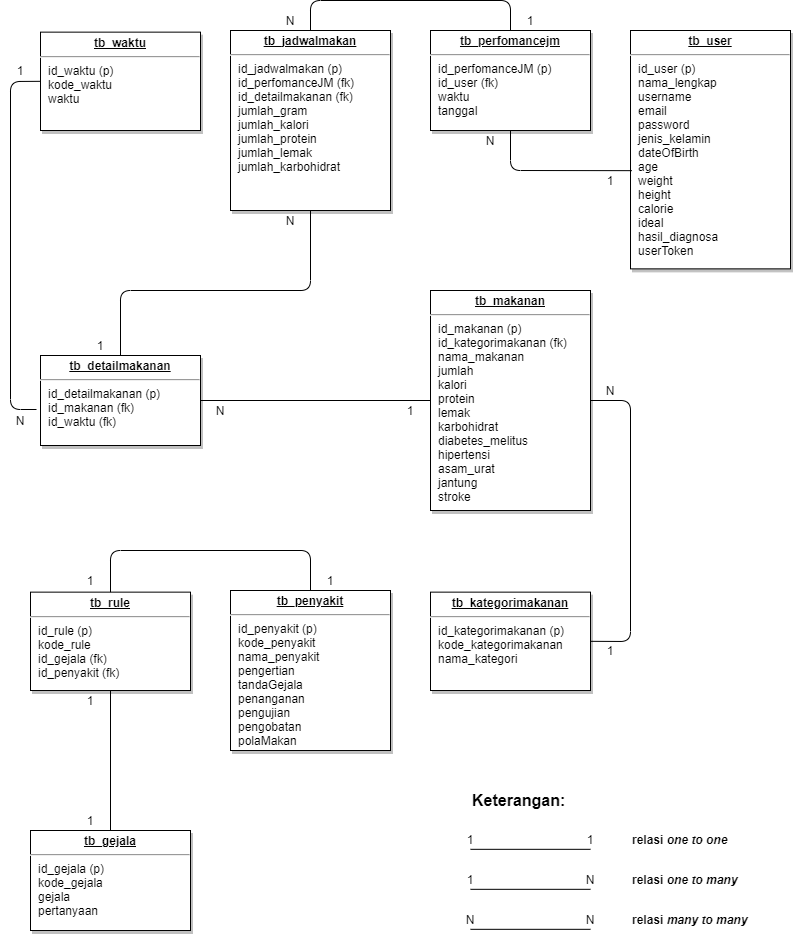 N
1
tb_waktu
id_waktu (p)
kode_waktu
waktu
1
tb_jadwalmakan
id_jadwalmakan (p)
id_perfomanceJM (fk)
id_detailmakanan (fk)
jumlah_gram
jumlah_kalori
jumlah_protein
jumlah_lemak
jumlah_karbohidrat
N
tb_perfomancejm
id_perfomanceJM (p)
id_user (fk)
waktu
tanggal
N
1
tb_user
id_user (p)
nama_lengkap
username
email
password
jenis_kelamin
dateOfBirth
age
weight
height
calorie
ideal
hasil_diagnosa
userToken
1
tb_detailmakanan
id_detailmakanan (p)
id_makanan (fk)
id_waktu (fk)
N
N
1
tb_makanan
id_makanan (p)
id_kategorimakanan (fk)
nama_makanan
jumlah
kalori
protein
lemak
karbohidrat
diabetes_melitus
hipertensi
asam_urat
jantung
stroke
N
1
1
tb_rule
id_rule (p)
kode_rule
id_gejala (fk)
id_penyakit (fk)
1
tb_penyakit
id_penyakit (p)
kode_penyakit
nama_penyakit
pengertian
tandaGejala
penanganan
pengujian
pengobatan
polaMakan
tb_kategorimakanan
id_kategorimakanan (p)
kode_kategorimakanan
nama_kategori
1
1
tb_gejala
id_gejala (p)
kode_gejala
gejala
pertanyaan
Keterangan:
1 1 relasi one to one
1 N relasi one to many
N N relasi many to many